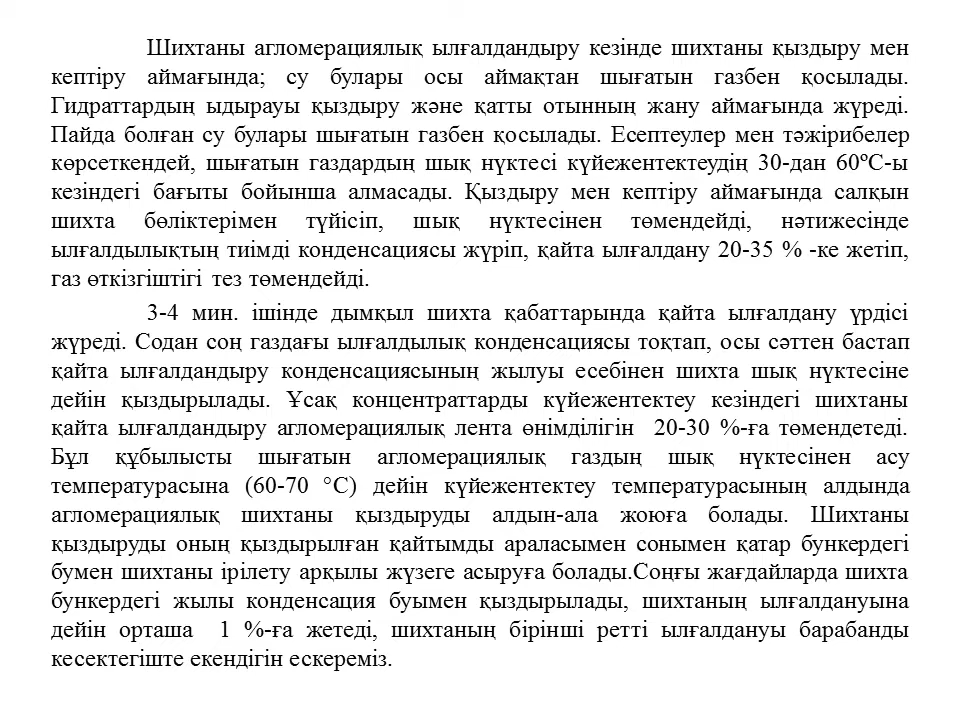 Шихтаны агломерациялық ылғалдандыру кезінде шихтаны қыздыру мен
кептіру аймағында; су булары осы аймақтан шығатын газбен қосылады.
Гидраттардың ыдырауы қыздыру және қатты отынның жану аймағында жүреді.
Пайда болған су булары шығатын газбен қосылады. Есептеулер мен тәжірибелер
көрсеткендей, шығатын газдардың шық нүктесі күйежентектеудің 30-дан 60ºС-ы
кезіндегі бағыты бойынша алмасады. Қыздыру мен кептіру аймағында салқын
шихта бөліктерімен түйісіп, шық нүктесінен төмендейді, нәтижесінде
ылғалдылықтың тиімді конденсациясы жүріп, қайта ылғалдану 20-35 % -ке жетіп,
газ өткізгіштігі тез төмендейді.
3-4 мин. ішінде дымқыл шихта қабаттарында қайта ылғалдану үрдісі
жүреді. Содан соң газдағы ылғалдылық конденсациясы тоқтап, осы сәттен бастап
қайта ылғалдандыру конденсациясының жылуы есебінен шихта шық нүктесіне
дейін қыздырылады. Ұсақ концентраттарды күйежентектеу кезіндегі шихтаны
қайта ылғалдандыру агломерациялық лента өнімділігін 20-30 %-ға төмендетеді.
Бұл құбылысты шығатын агломерациялық газдың шық нүктесінен асу
температурасына (60-70 °С) дейін күйежентектеу температурасының алдында
агломерациялық шихтаны қыздыруды алдын-ала жоюға болады. Шихтаны
қыздыруды оның қыздырылған қайтымды араласымен сонымен қатар бункердегі
бумен шихтаны ірілету арқылы жүзеге асыруға болады.Соңғы жағдайларда шихта
бункердегі жылы конденсация буымен қыздырылады, шихтаның ылғалдануына
дейін орташа 1 %-ға жетеді, шихтаның бірінші ретті ылғалдануы барабанды
кесектегіште екендігін ескереміз.